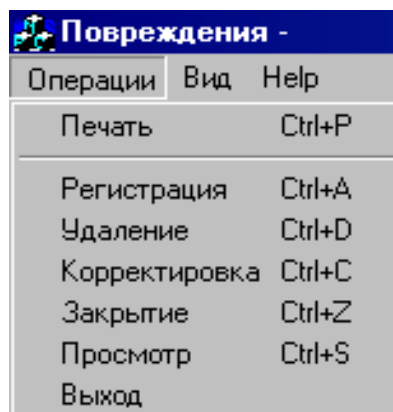 Повреждения -
Операции Вид Help
Печать Ctrl+P
Регистрация Ctrl+A
Удаление Ctrl+D
Корректировка Ctrl+C
Закрытие Ctrl+Z
Просмотр Ctrl+S
Выход